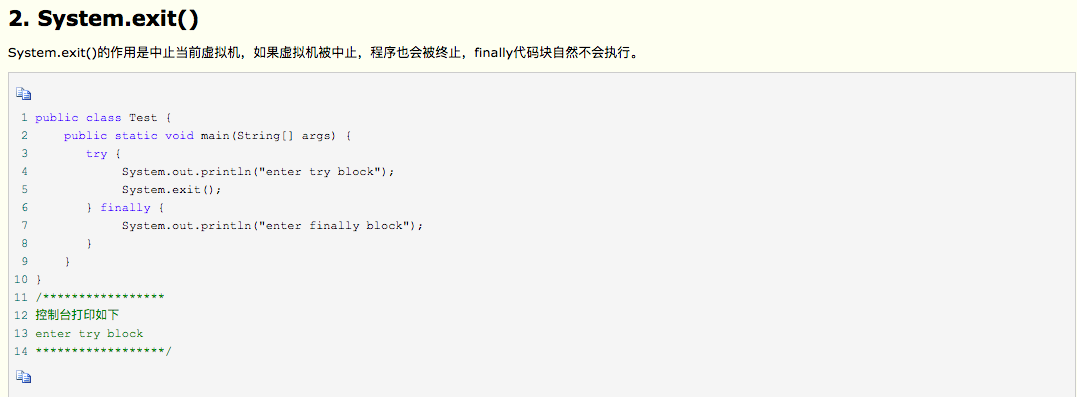 2. System.exit()
System.exit()的作用是中止当前虚拟机，如果虚拟机被中止，程序也会被终止，finally代码块自然不会执行。
1 public class Test {
2     public static void main(String[] args) {
3        try {
4             System.out.println("enter try block");
5             System.exit();
6        } finally {
7             System.out.println("enter finally block");
8        }
9     }
10 }
11 /*****************
12 控制台打印如下
13 enter try block
14 ******************/